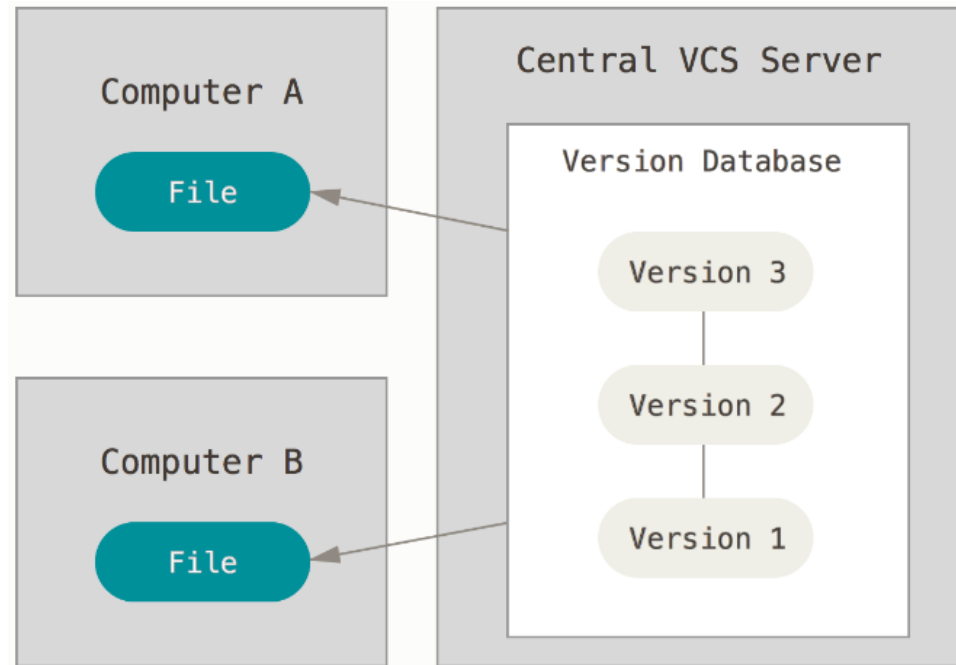 Computer A
File
Computer B
File
Central VCS Server
Version Database
Version 3
Version 2
Version 1